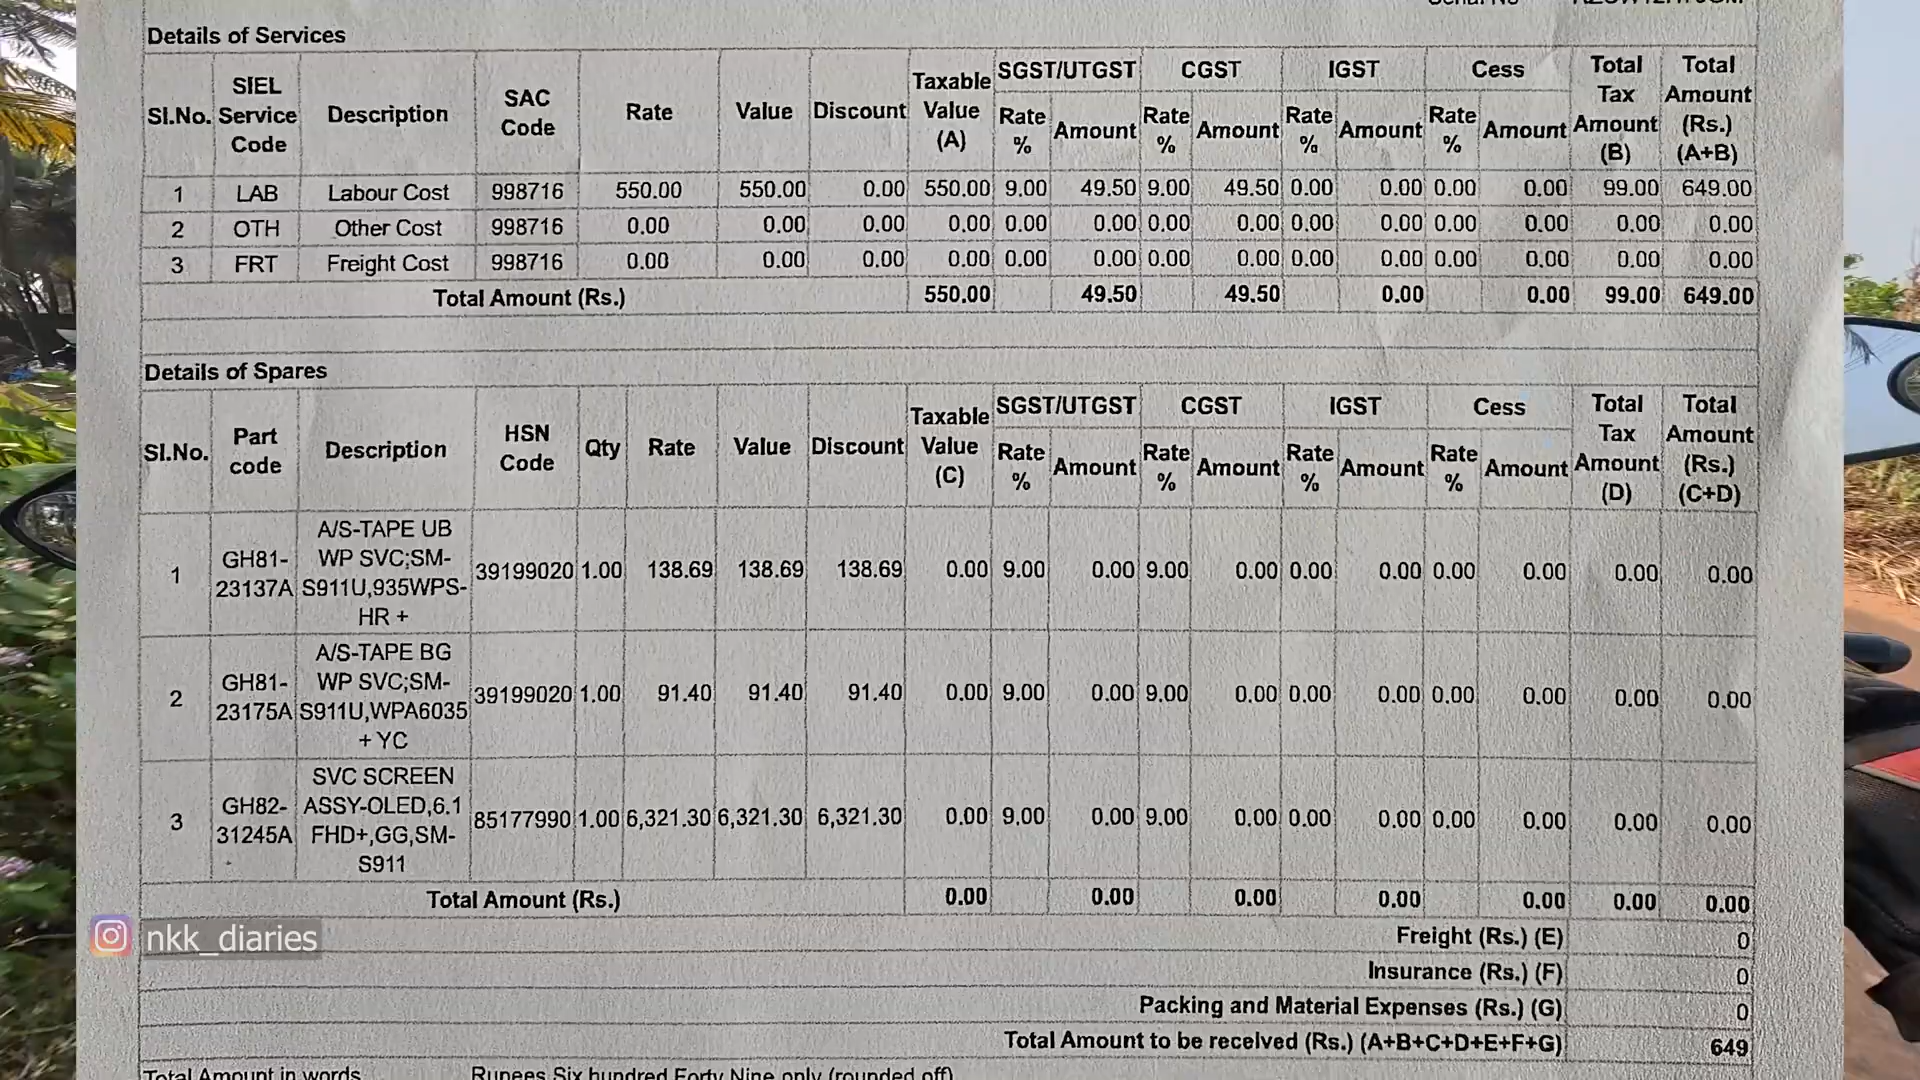 Details of Services
Sl.No. SIEL Service Code Description SAC Code Rate Value Discount Taxable Value (A) SGST/UTGST Rate % Amount CGST Rate % Amount IGST Rate % Amount Cess Rate % Amount Total Tax Amount (B) Total Amount (Rs.) (A+B)
1 LAB Labour Cost 998716 550.00 550.00 0.00 550.00 9.00 49.50 9.00 49.50 0.00 0.00 0.00 0.00 99.00 649.00
2 OTH Other Cost 998716 0.00 0.00 0.00 0.00 0.00 0.00 0.00 0.00 0.00 0.00 0.00 0.00 0.00 0.00
3 FRT Freight Cost 998716 0.00 0.00 0.00 0.00 0.00 0.00 0.00 0.00 0.00 0.00 0.00 0.00 0.00 0.00
Total Amount (Rs.) 550.00 49.50 49.50 0.00 0.00 99.00 649.00
Details of Spares
Sl.No. Part code Description HSN Code Qty Rate Value Discount Taxable Value (C) SGST/UTGST Rate % Amount CGST Rate % Amount IGST Rate % Amount Cess Rate % Amount Total Tax Amount (D) Total Amount (Rs.) (C+D)
1 GH81-23137A A/S-TAPE UB WP SVC;SM-S911U,935WPS-HR + 39199020 1.00 138.69 138.69 138.69 0.00 9.00 0.00 9.00 0.00 0.00 0.00 0.00 0.00 0.00 0.00
2 GH81-23175A A/S-TAPE BG WP SVC;SM-S911U,WPA6035 + YC 39199020 1.00 91.40 91.40 91.40 0.00 9.00 0.00 9.00 0.00 0.00 0.00 0.00 0.00 0.00 0.00
3 GH82-31245A SVC SCREEN ASSY-OLED,6.1 FHD+,GG,SM-S911 85177990 1.00 6,321.30 6,321.30 6,321.30 0.00 9.00 0.00 9.00 0.00 0.00 0.00 0.00 0.00 0.00 0.00
Total Amount (Rs.) 0.00 0.00 0.00 0.00 0.00 0.00 0.00
Freight (Rs.) (E) 0
nkk_diaries
Insurance (Rs.) (F) 0
Packing and Material Expenses (Rs.) (G) 0
Total Amount to be received (Rs.) (A+B+C+D+E+F+G) 649
Total Amount in words Rupees Six hundred Forty Nine only (rounded off)